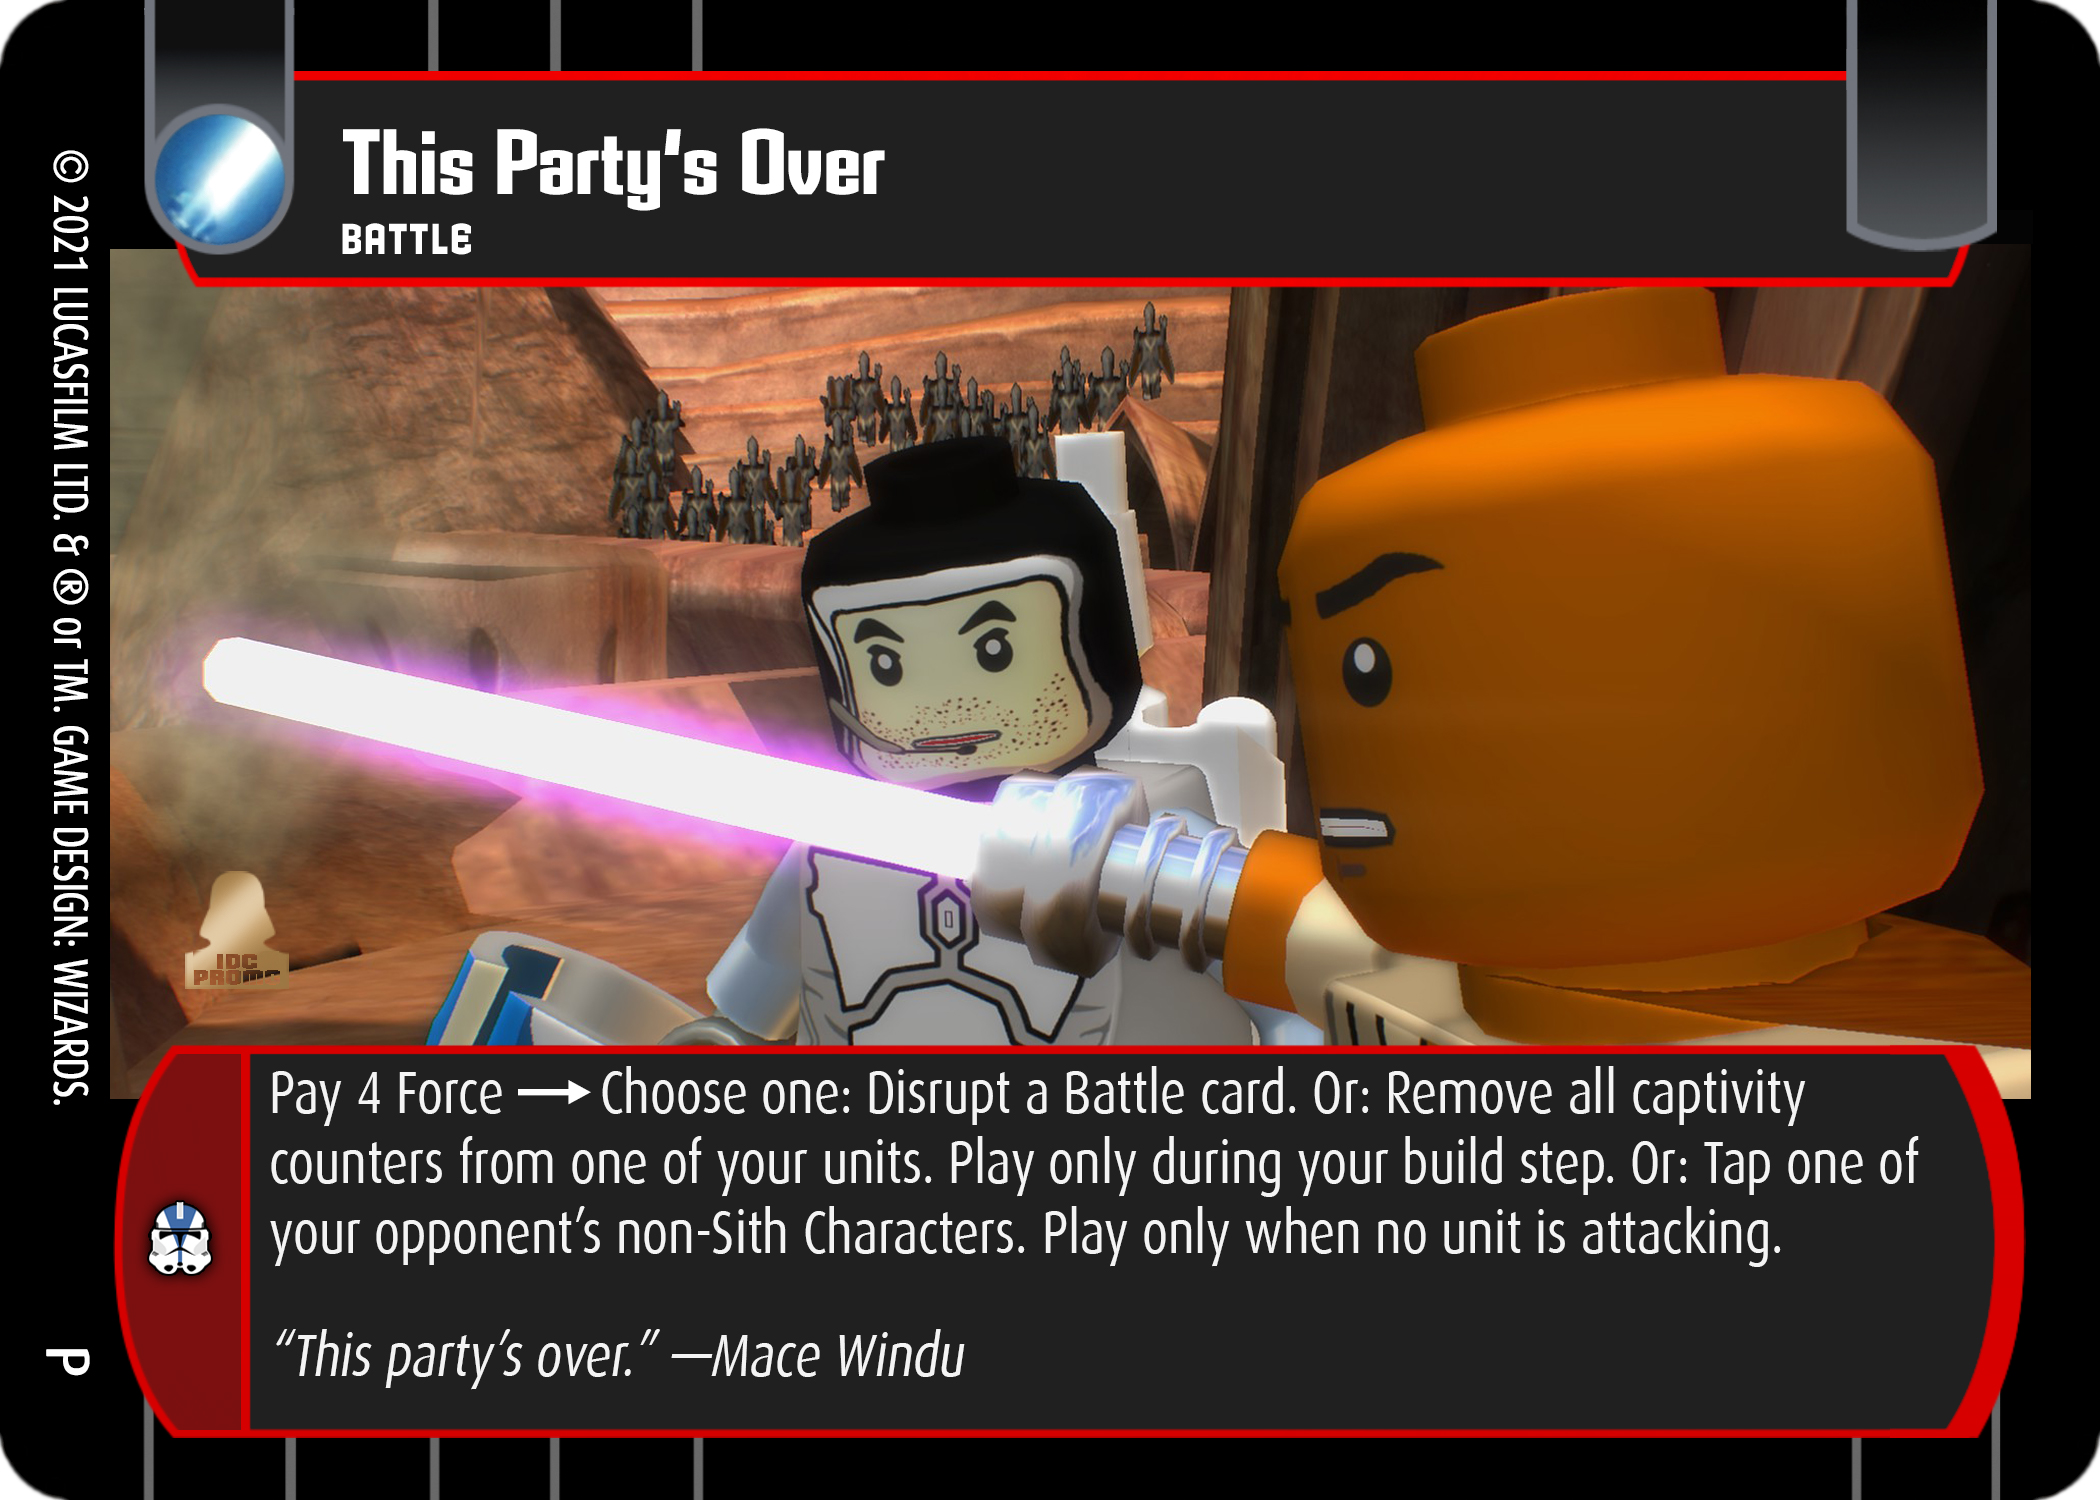 This Party's Over
BATTLE
© 2021 LUCASFILM LTD. & ® or TM. GAME DESIGN: WIZARDS.
IDC
PROMO
Pay 4 Force → Choose one: Disrupt a Battle card. Or: Remove all captivity
counters from one of your units. Play only during your build step. Or: Tap one of
your opponent's non-Sith Characters. Play only when no unit is attacking.
“This party's over.” —Mace Windu
P